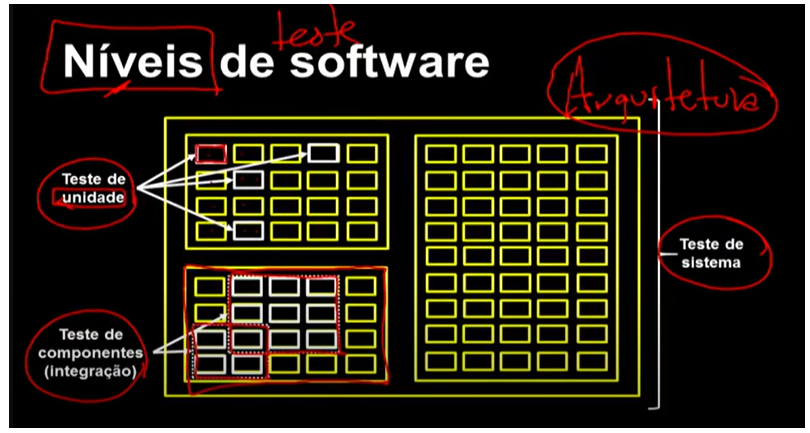 teste
Níveis de software
Arquitetura
Teste de
unidade
Teste de
sistema
Teste de
componentes
(integração)